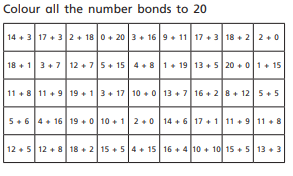 Colour all the number bonds to 20
14 + 3 17 + 3 2 + 18 0 + 20 3 + 16 9 + 11 17 + 3 18 + 2 2 + 0
18 + 1 3 + 7 12 + 7 5 + 15 4 + 8 1 + 19 13 + 5 20 + 0 1 + 15
11 + 8 11 + 9 19 + 1 3 + 17 10 + 0 13 + 7 16 + 2 8 + 12 5 + 5
5 + 6 4 + 16 19 + 0 10 + 1 2 + 0 14 + 6 17 + 1 11 + 9 11 + 8
12 + 5 12 + 8 18 + 2 15 + 5 4 + 15 16 + 4 10 + 10 15 + 5 13 + 3